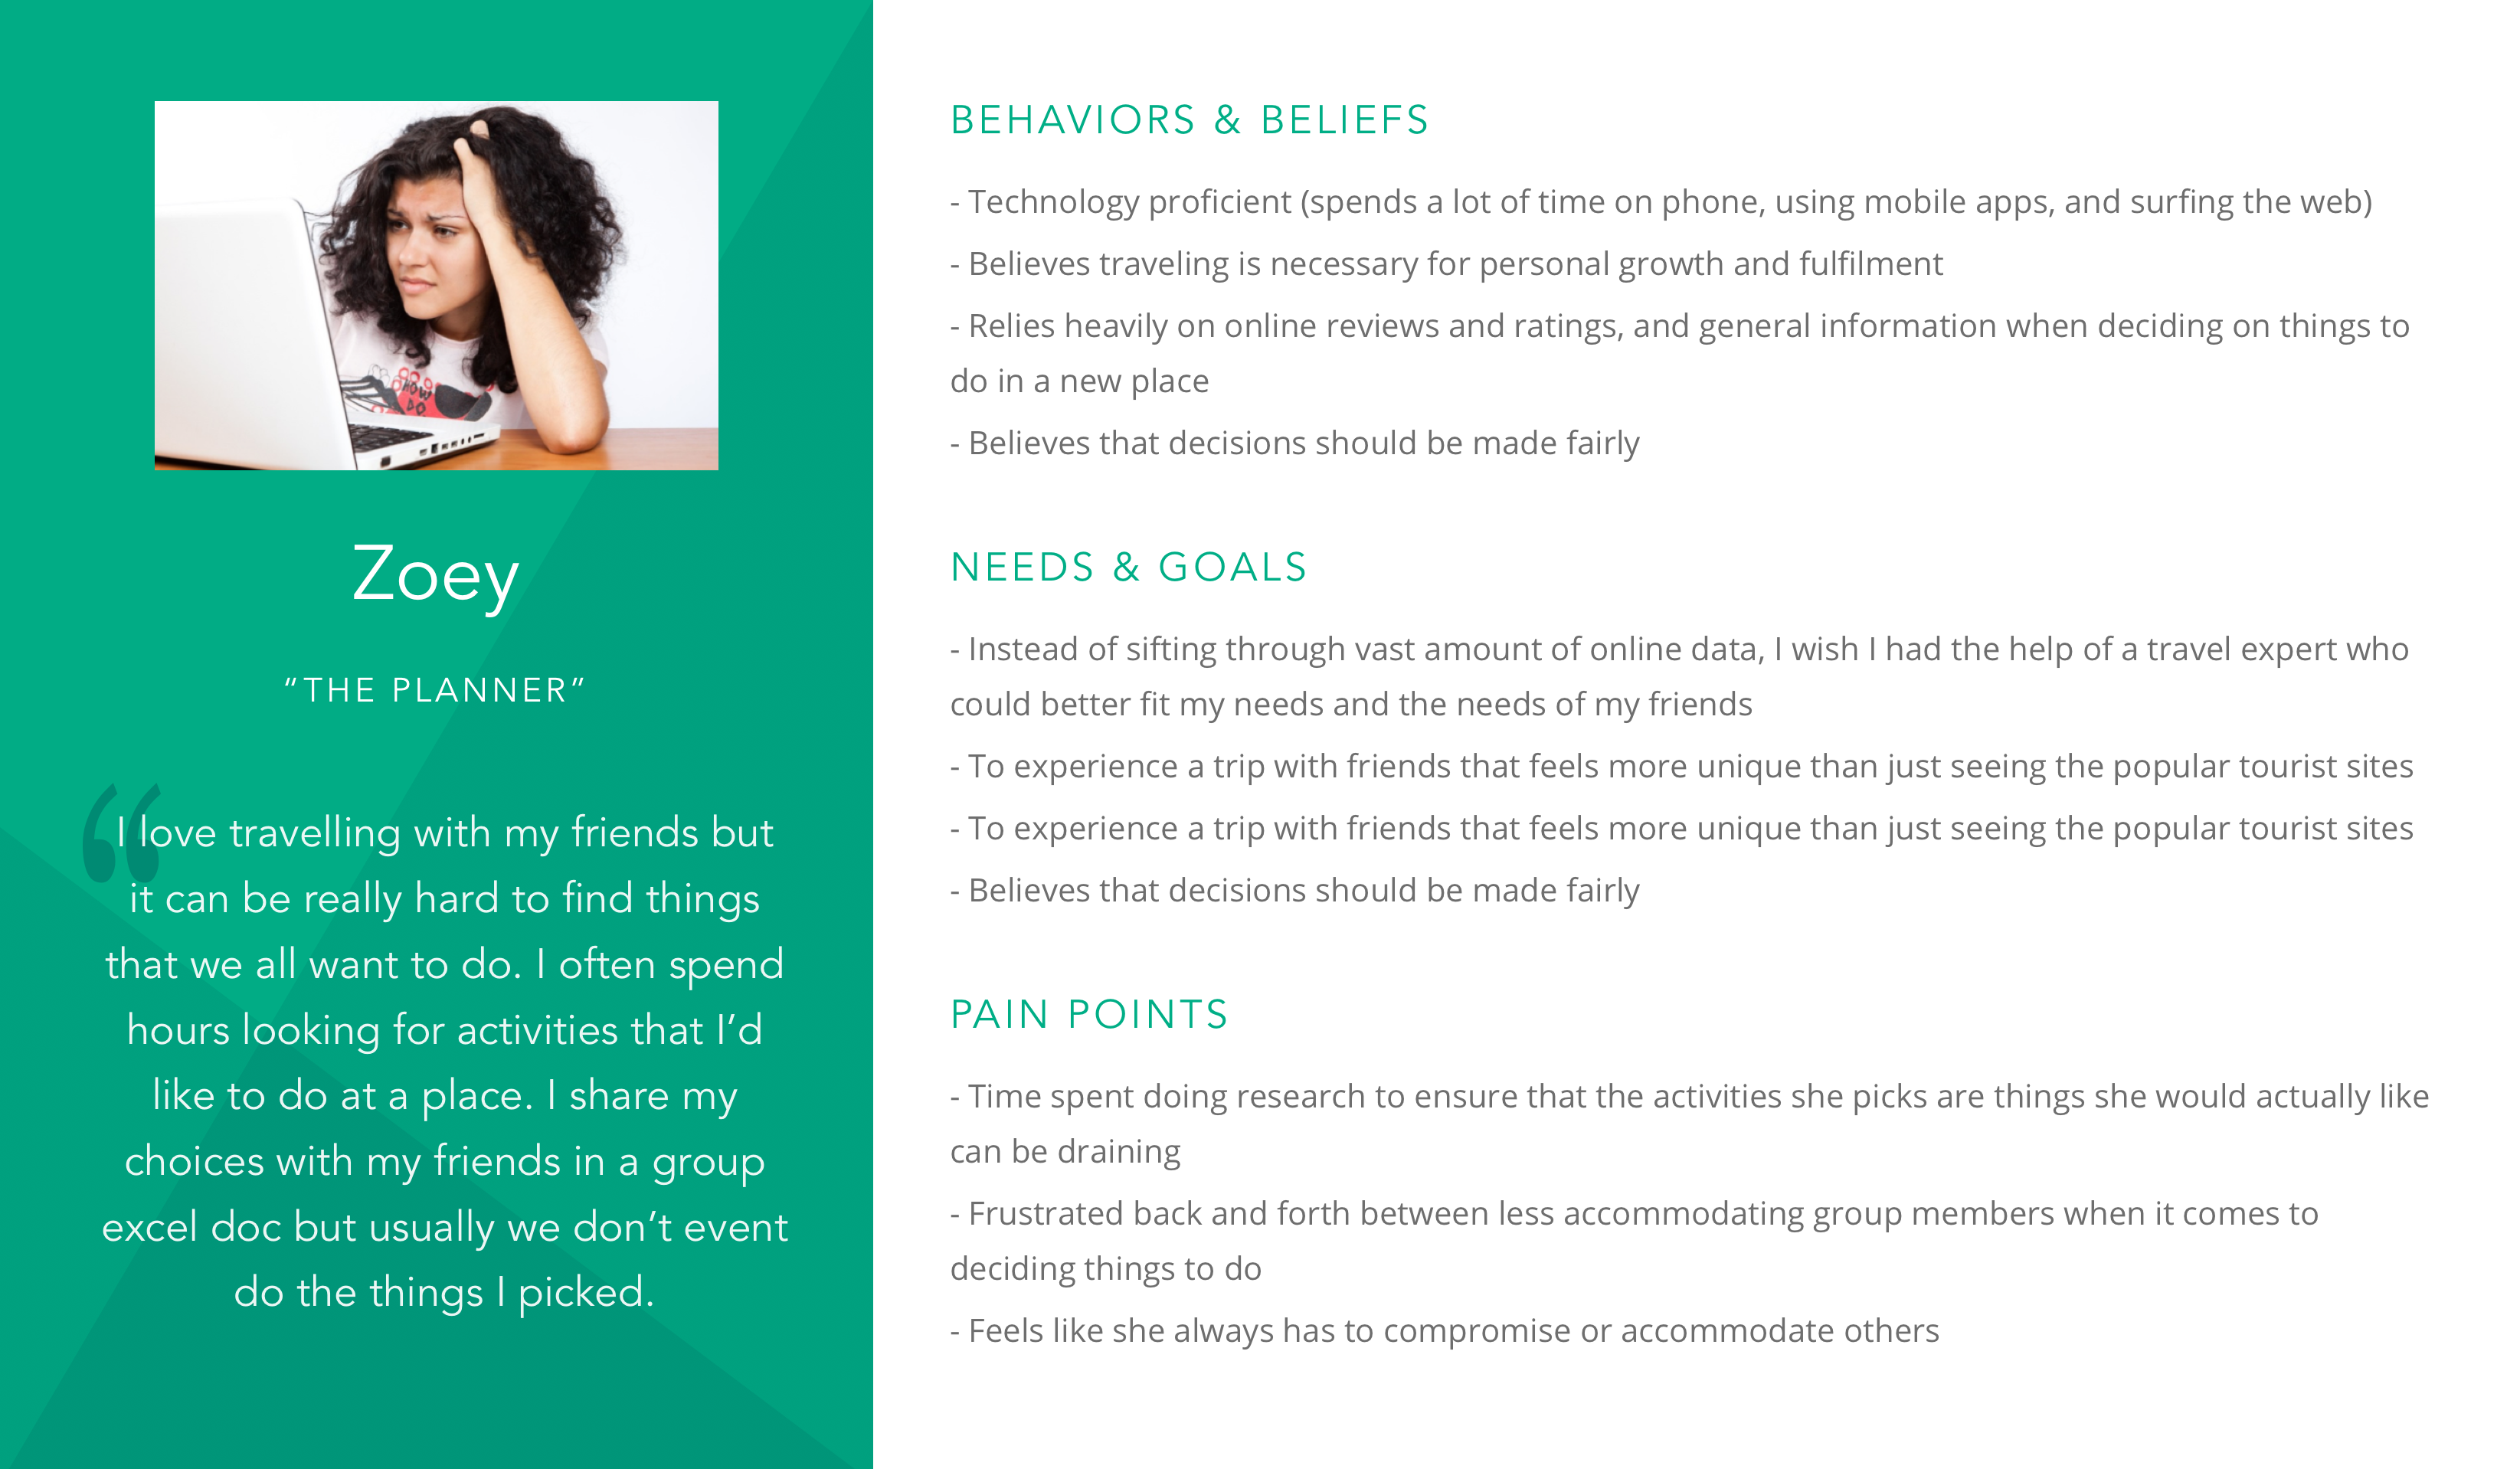 Zoey
“THE PLANNER”
“
I love travelling with my friends but
it can be really hard to find things
that we all want to do. I often spend
hours looking for activities that I’d
like to do at a place. I share my
choices with my friends in a group
excel doc but usually we don’t event
do the things I picked.
BEHAVIORS & BELIEFS
- Technology proficient (spends a lot of time on phone, using mobile apps, and surfing the web)
- Believes traveling is necessary for personal growth and fulfilment
- Relies heavily on online reviews and ratings, and general information when deciding on things to
do in a new place
- Believes that decisions should be made fairly
NEEDS & GOALS
- Instead of sifting through vast amount of online data, I wish I had the help of a travel expert who
could better fit my needs and the needs of my friends
- To experience a trip with friends that feels more unique than just seeing the popular tourist sites
- To experience a trip with friends that feels more unique than just seeing the popular tourist sites
- Believes that decisions should be made fairly
PAIN POINTS
- Time spent doing research to ensure that the activities she picks are things she would actually like
can be draining
- Frustrated back and forth between less accommodating group members when it comes to
deciding things to do
- Feels like she always has to compromise or accommodate others